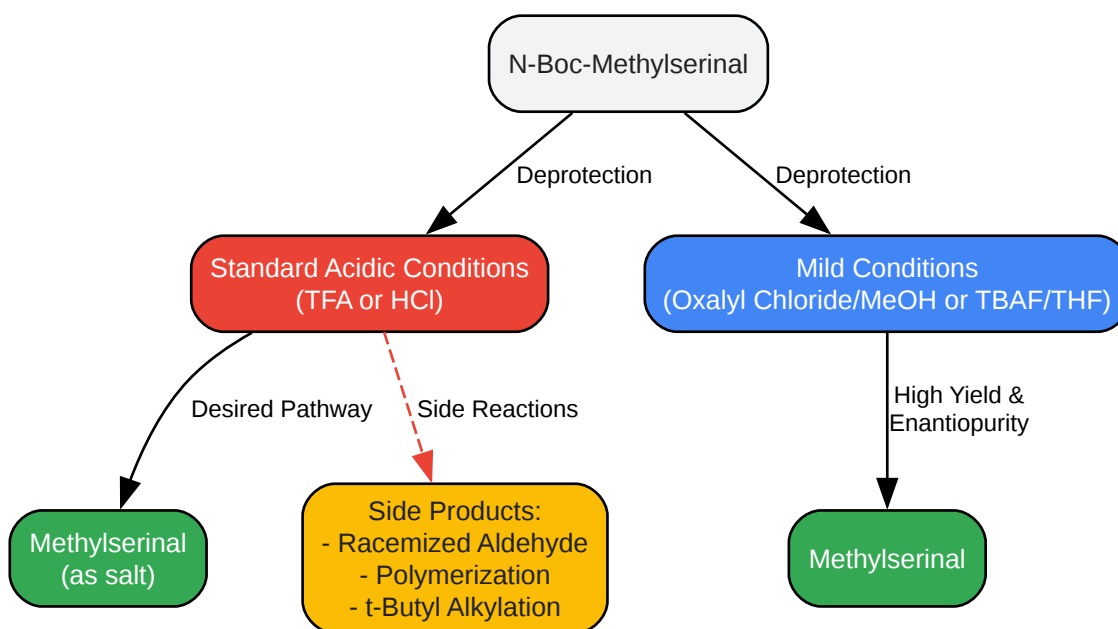 N-Boc-Methylserinal
Deprotection
Deprotection
Standard Acidic Conditions
(TFA or HCl)
Mild Conditions
(Oxalyl Chloride/MeOH or TBAF/THF)
Desired Pathway
Side Reactions
High Yield &
Enantiopurity
Methylserinal
(as salt)
Side Products:
- Racemized Aldehyde
- Polymerization
- t-Butyl Alkylation
Methylserinal